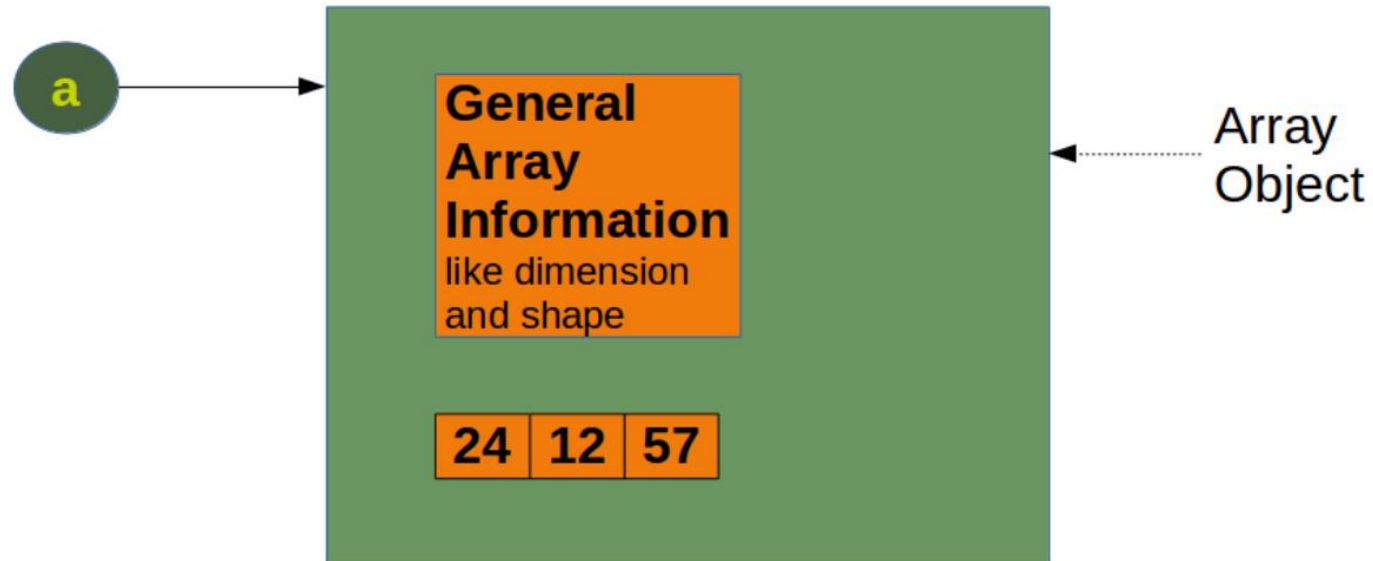 a
General
Array
Information
like dimension
and shape
Array
Object
24 12 57